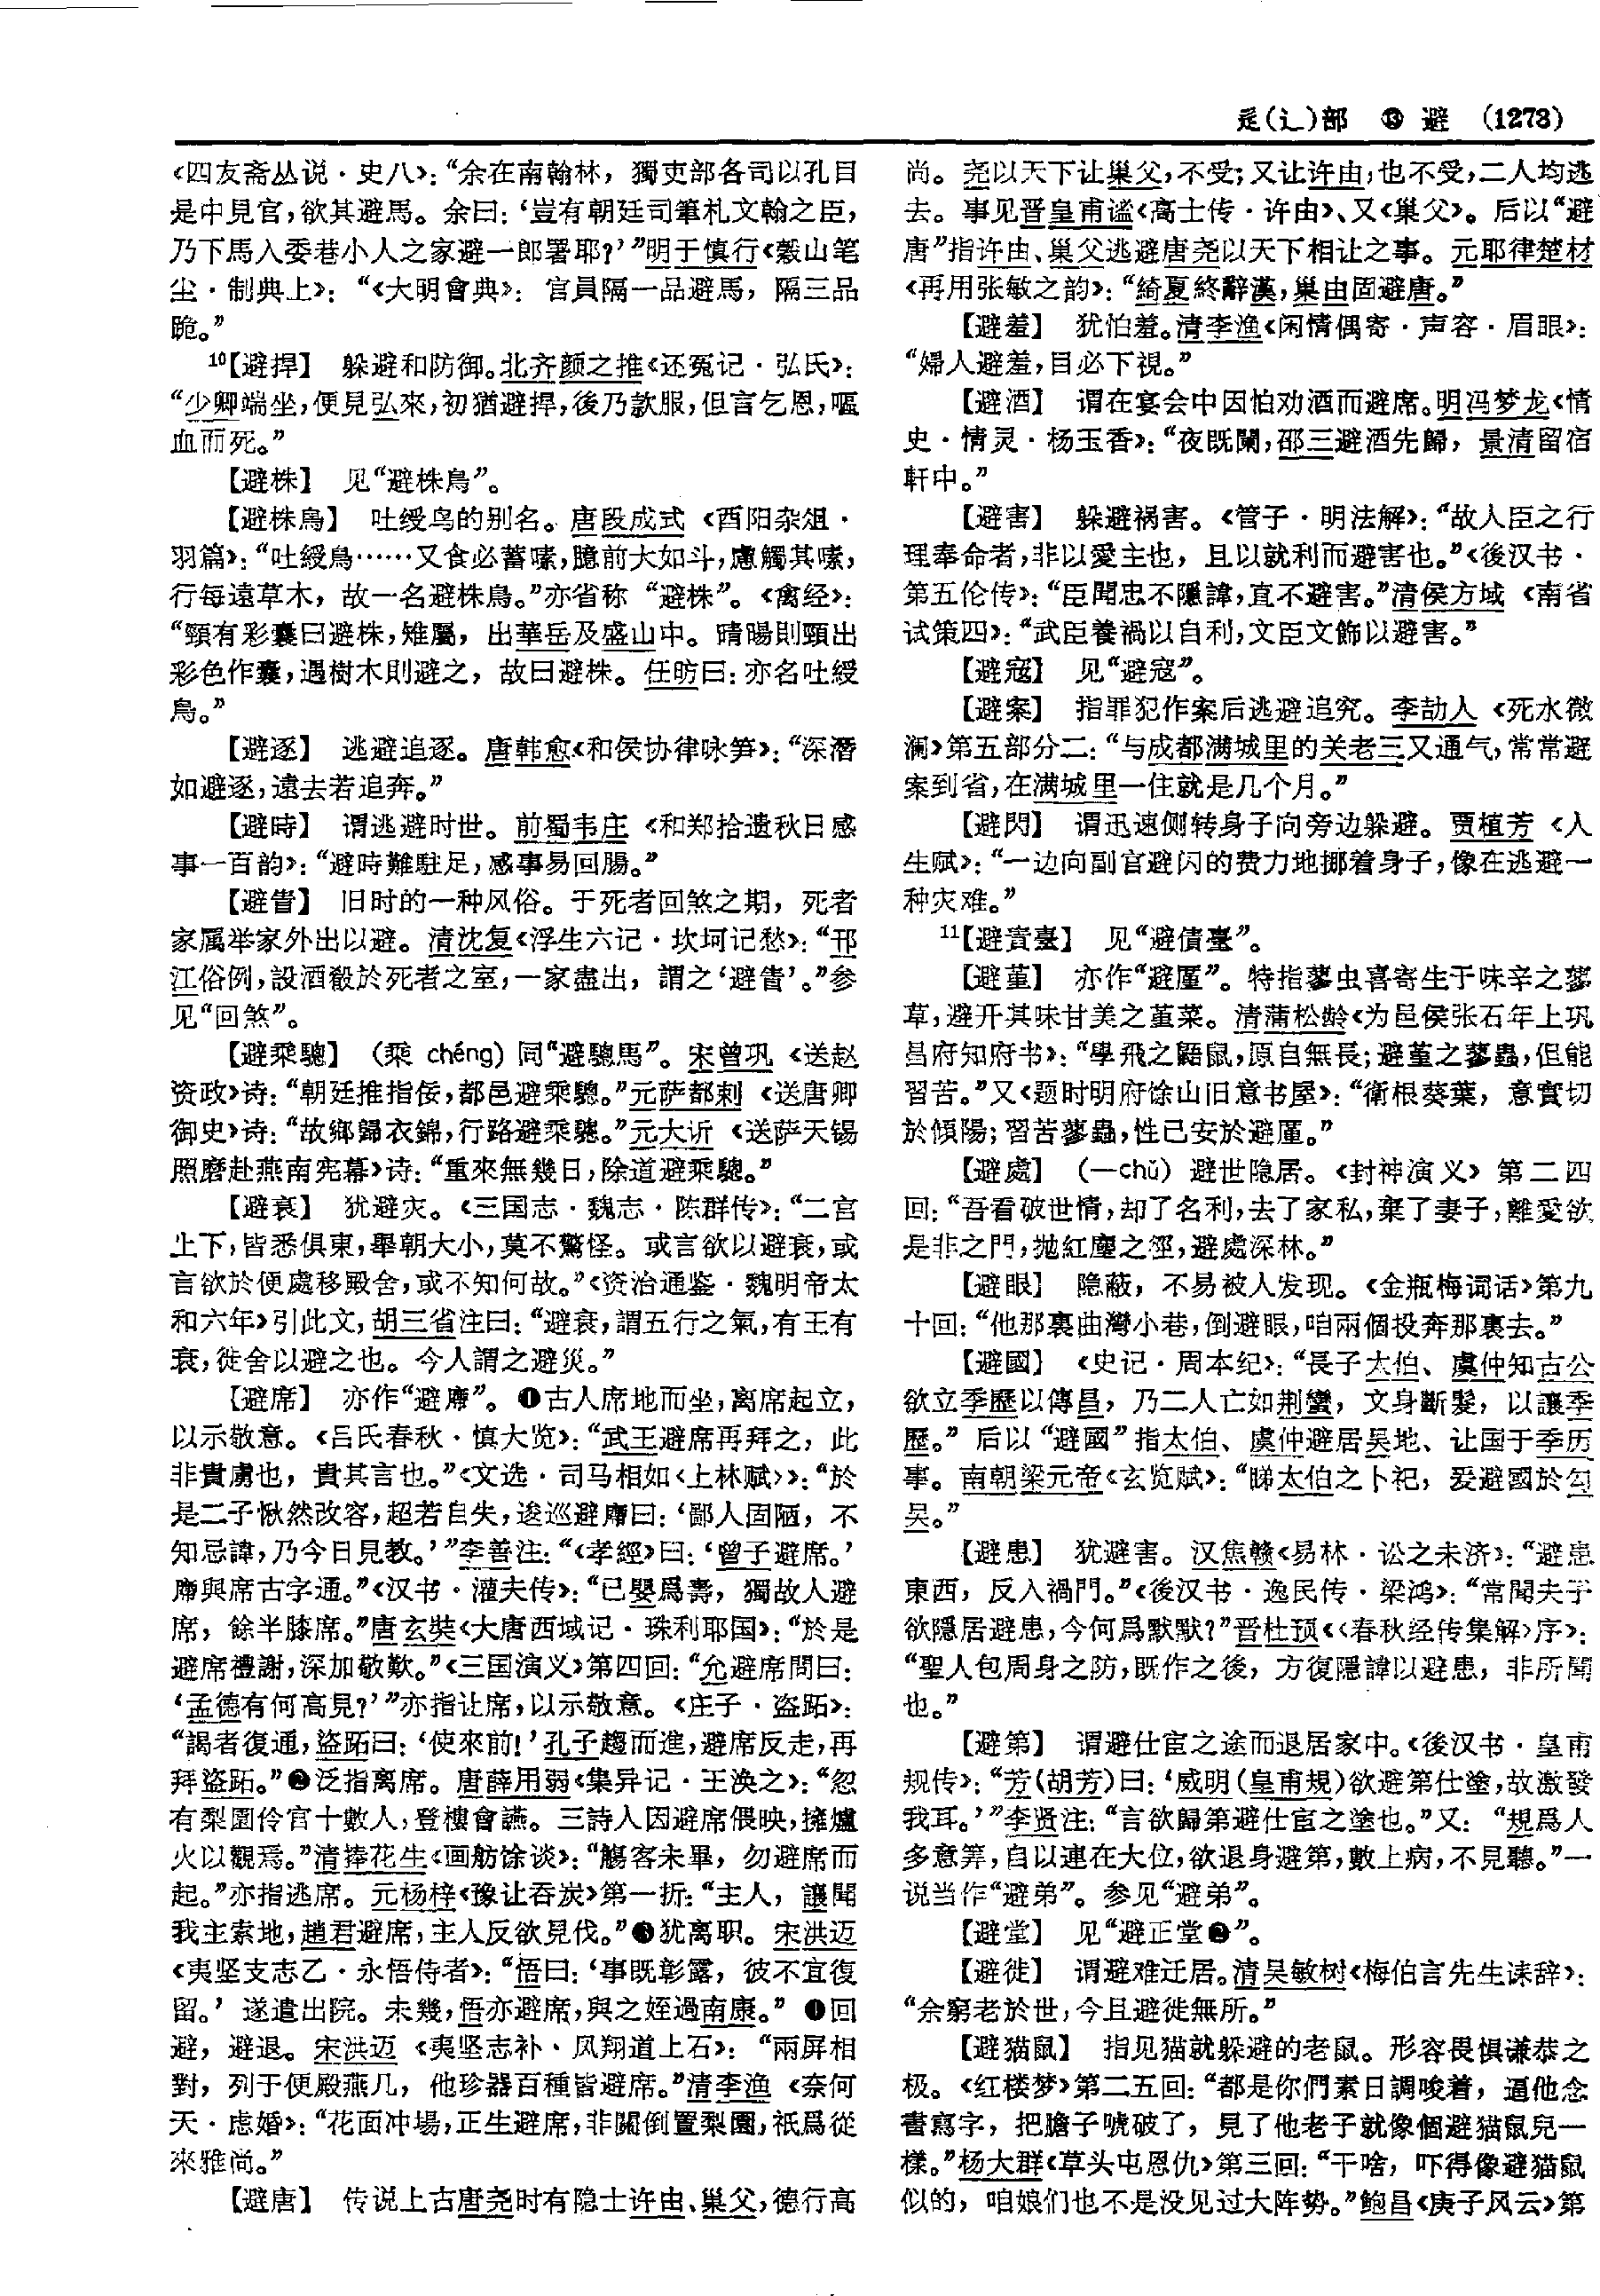 辵(辶)部 ⑬ 避 (1273)
《四友斋丛说·史八》：“余在南翰林，獨吏部各司以孔目
是中見官，欲其避馬。余曰：‘豈有朝廷司筆札文翰之臣，
乃下馬入委巷小人之家避一郎署耶？’”明于慎行《縠山笔
尘·制典上》：“《大明會典》：官員隔一品避馬，隔三品
跪。”
10【避捍】 躲避和防御。北齐颜之推《还冤记·弘氏》：
“少卿端坐，便見弘來，初猶避捍，後乃款服，但言乞恩，嘔
血而死。”
【避株】 见“避株鳥”。
【避株鳥】 吐绶鸟的别名。唐段成式《酉阳杂俎·
羽篇》：“吐綬鳥……又食必蓄嗉，臆前大如斗，慮觸其嗉，
行每遠草木，故一名避株鳥。”亦省称“避株”。《禽经》：
“頸有彩囊曰避株，雉屬，出華岳及盛山中。晴暘則頸出
彩色作囊，遇樹木則避之，故曰避株。任昉曰：亦名吐綬
鳥。”
【避逐】 逃避追逐。唐韩愈《和侯协律咏笋》：“深潛
如避逐，遠去若追奔。”
【避時】 谓逃避时世。前蜀韦庄《和郑拾遗秋日感
事一百韵》：“避時難駐足，感事易回腸。”
【避眚】 旧时的一种风俗。于死者回煞之期，死者
家属举家外出以避。清沈复《浮生六记·坎坷记愁》：“邗
江俗例，設酒殽於死者之室，一家盡出，謂之‘避眚’。”参
见“回煞”。
【避乘驄】 (乘 chéng) 同“避驄馬”。宋曾巩《送赵
资政》诗：“朝廷推指佞，都邑避乘驄。”元萨都剌《送唐卿
御史》诗：“故鄉歸衣錦，行路避乘驄。”元大䜣《送萨天锡
照磨赴燕南宪幕》诗：“重來無幾日，除道避乘驄。”
【避衰】 犹避灾。《三国志·魏志·陈群传》：“二宫
上下，皆悉俱東，舉朝大小，莫不驚怪。或言欲以避衰，或
言欲於便處移殿舍，或不知何故。”《资治通鉴·魏明帝太
和六年》引此文，胡三省注曰：“避衰，謂五行之氣，有王有
衰，徙舍以避之也。今人謂之避災。”
【避席】 亦作“避廗”。❶古人席地而坐，离席起立，
以示敬意。《吕氏春秋·慎大览》：“武王避席再拜之，此
非貴虜也，貴其言也。”《文选·司马相如〈上林赋〉》：“於
是二子愀然改容，超若自失，逡巡避廗曰：‘鄙人固陋，不
知忌諱，乃今日見教。’”李善注：“《孝經》曰：‘曾子避席。’
廗與席古字通。”《汉书·灌夫传》：“已嬰爲壽，獨故人避
席，餘半膝席。”唐玄奘《大唐西域记·珠利耶国》：“於是
避席禮謝，深加敬歎。”《三国演义》第四回：“允避席問曰：
‘孟德有何高見？’”亦指让席，以示敬意。《庄子·盗跖》：
“謁者復通，盜跖曰：‘使來前！’孔子趨而進，避席反走，再
拜盜跖。”❷泛指离席。唐薛用弱《集异记·王涣之》：“忽
有梨園伶官十數人，登樓會讌。三詩人因避席偎映，擁爐
火以觀焉。”清捧花生《画舫馀谈》：“觴客未畢，勿避席而
起。”亦指逃席。元杨梓《豫让吞炭》第一折：“主人，讓聞
我主索地，趙君避席，主人反欲見伐。”❸犹离职。宋洪迈
《夷坚支志乙·永悟侍者》：“悟曰：‘事既彰露，彼不宜復
留。’遂遣出院。未幾，悟亦避席，與之姪過南康。”❹回
避，避退。宋洪迈《夷坚志补·凤翔道上石》：“兩屏相
對，列于便殿燕几，他珍器百種皆避席。”清李渔《奈何
天·虑婚》：“花面冲場，正生避席，非關倒置梨園，祇爲從
來雅尚。”
【避唐】 传说上古唐尧时有隐士许由、巢父，德行高
尚。尧以天下让巢父，不受；又让许由，也不受，二人均逃
去。事见晋皇甫谧《高士传·许由》、又《巢父》。后以“避
唐”指许由、巢父逃避唐尧以天下相让之事。元耶律楚材
《再用张敏之韵》：“綺夏終辭漢，巢由固避唐。”
【避羞】 犹怕羞。清李渔《闲情偶寄·声容·眉眼》：
“婦人避羞，目必下視。”
【避酒】 谓在宴会中因怕劝酒而避席。明冯梦龙《情
史·情灵·杨玉香》：“夜既闌，邵三避酒先歸，景清留宿
軒中。”
【避害】 躲避祸害。《管子·明法解》：“故人臣之行
理奉命者，非以愛主也，且以就利而避害也。”《後汉书·
第五伦传》：“臣聞忠不隱諱，直不避害。”清侯方域《南省
试策四》：“武臣養禍以自利，文臣文飾以避害。”
【避寇】 见“避寇”。
【避案】 指罪犯作案后逃避追究。李劼人《死水微
澜》第五部分二：“与成都满城里的关老三又通气，常常避
案到省，在满城里一住就是几个月。”
【避閃】 谓迅速侧转身子向旁边躲避。贾植芳《人
生赋》：“一边向副官避闪的费力地挪着身子，像在逃避一
种灾难。”
11【避責臺】 见“避債臺”。
【避堇】 亦作“避蓳”。特指蓼虫喜寄生于味辛之蓼
草，避开其味甘美之堇菜。清蒲松龄《为邑侯张石年上巩
昌府知府书》：“學飛之鼯鼠，原自無長；避堇之蓼蟲，但能
習苦。”又《题时明府馀山旧意书屋》：“衛根葵葉，意實切
於傾陽；習苦蓼蟲，性已安於避蓳。”
【避處】 (一chǔ) 避世隐居。《封神演义》第二四
回：“吾看破世情，却了名利，去了家私，棄了妻子，離愛欲
是非之門，抛紅塵之徑，避處深林。”
【避眼】 隐蔽，不易被人发现。《金瓶梅词话》第九
十回：“他那裏曲灣小巷，倒避眼，咱兩個投奔那裏去。”
【避國】 《史记·周本纪》：“長子太伯、虞仲知古公
欲立季歷以傳昌，乃二人亡如荆蠻，文身斷髮，以讓季
歷。”后以“避國”指太伯、虞仲避居吴地、让国于季历
事。南朝梁元帝《玄览赋》：“睇太伯之卜祀，爰避國於勾
吴。”
【避患】 犹避害。汉焦赣《易林·讼之未济》：“避患
東西，反入禍門。”《後汉书·逸民传·梁鸿》：“常聞夫子
欲隱居避患，今何爲默默？”晋杜预《〈春秋经传集解〉序》：
“聖人包周身之防，既作之後，方復隱諱以避患，非所聞
也。”
【避第】 谓避仕宦之途而退居家中。《後汉书·皇甫
规传》：“芳(胡芳)曰：‘威明(皇甫規)欲避第仕塗，故激發
我耳。’”李贤注：“言欲歸第避仕宦之塗也。”又：“規爲人
多意筭，自以連在大位，欲退身避第，數上病，不見聽。”一
说当作“避弟”。参见“避弟”。
【避堂】 见“避正堂❷”。
【避徙】 谓避难迁居。清吴敏树《梅伯言先生诔辞》：
“余窮老於世，今且避徙無所。”
【避猫鼠】 指见猫就躲避的老鼠。形容畏惧谦恭之
极。《红楼梦》第二五回：“都是你們素日調唆着，逼他念
書寫字，把膽子唬破了，見了他老子就像個避猫鼠兒一
樣。”杨大群《草头屯恩仇》第三回：“干啥，吓得像避猫鼠
似的，咱娘们也不是没见过大阵势。”鲍昌《庚子风云》第